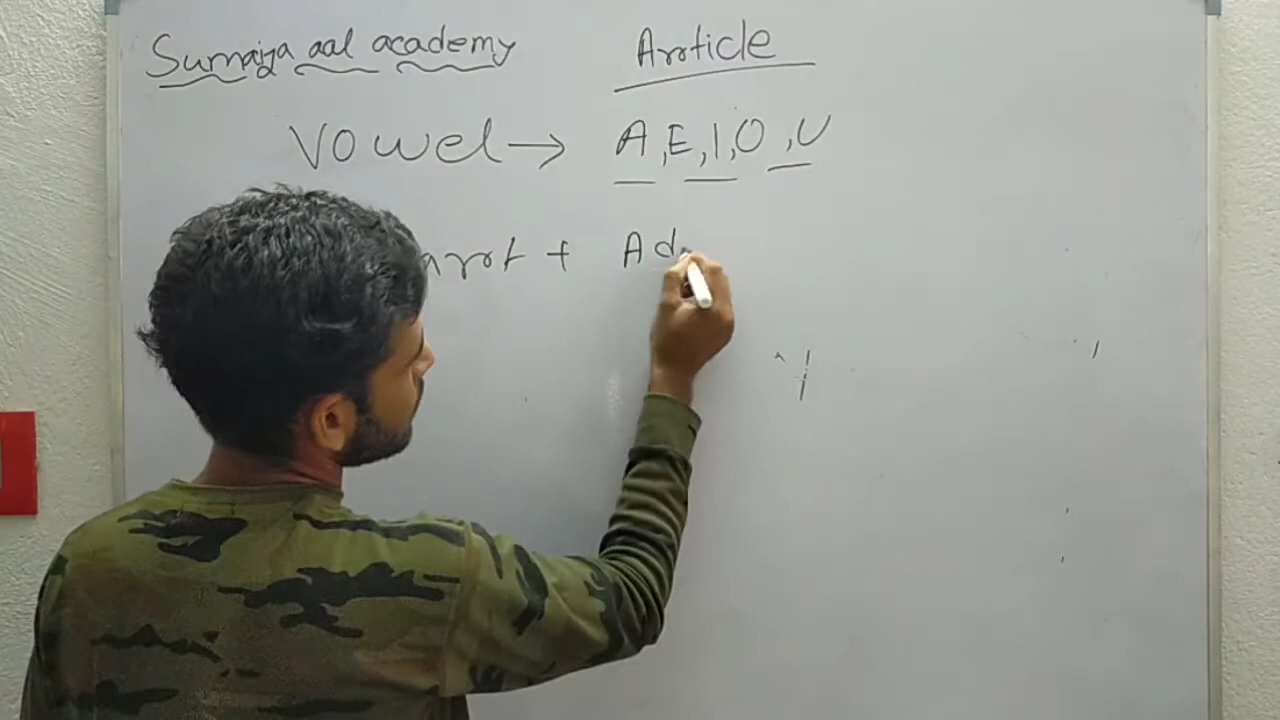 Sumaiya aal academy
Article
Vowel → A, E, I, O, U
art + Ad